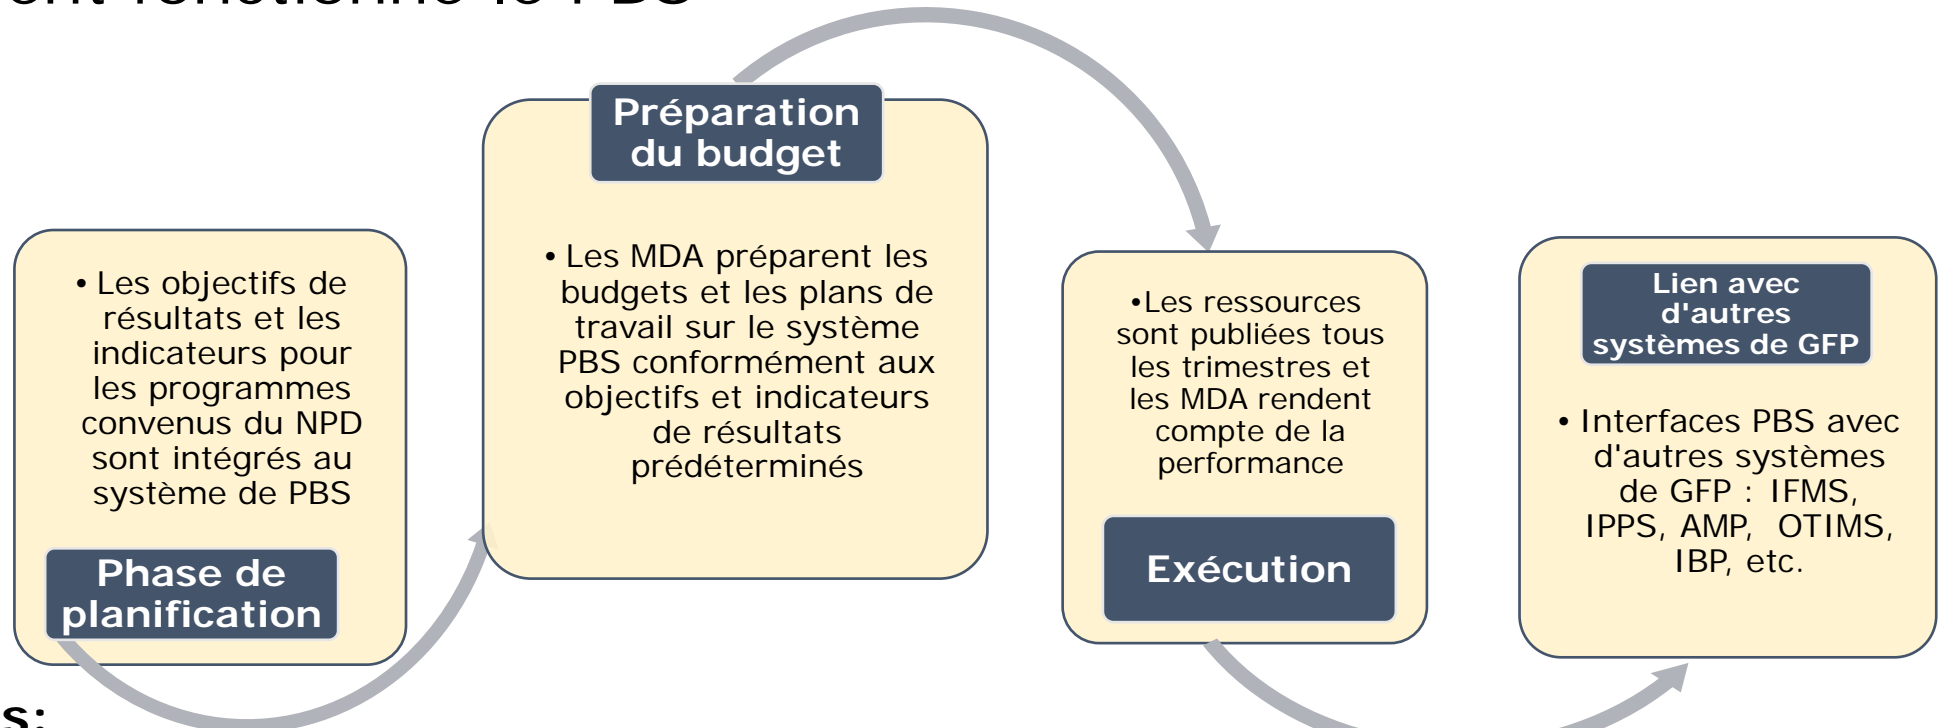 ent fonctionne le PBS
Préparation
du budget
• Les MDA préparent les
budgets et les plans de
travail sur le système
PBS conformément aux
objectifs et indicateurs
de résultats
prédéterminés
• Les objectifs de
résultats et les
indicateurs pour
les programmes
convenus du NPD
sont intégrés au
système de PBS
Phase de
planification
•Les ressources
sont publiées tous
les trimestres et
les MDA rendent
compte de la
performance
Exécution
Lien avec
d'autres
systèmes de GFP
• Interfaces PBS avec
d'autres systèmes
de GFP : IFMS,
IPPS, AMP, OTIMS,
IBP, etc.
s: